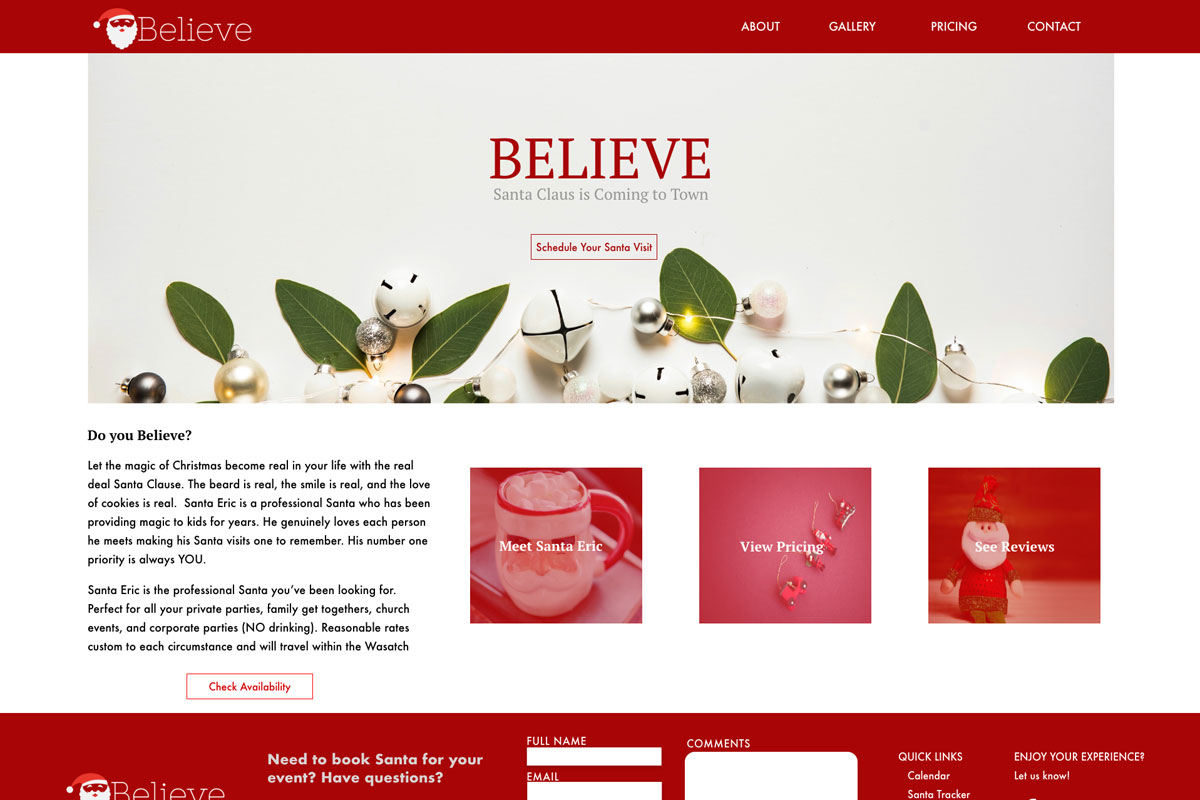 Believe
ABOUT GALLERY PRICING CONTACT
BELIEVE
Santa Claus is Coming to Town
Schedule Your Santa Visit
Do you Believe?
Let the magic of Christmas become real in your life with the real
deal Santa Clause. The beard is real, the smile is real, and the love
of cookies is real.  Santa Eric is a professional Santa who has been
providing magic to kids for years. He genuinely loves each person
he meets making his Santa visits one to remember. His number one
priority is always YOU.
Santa Eric is the professional Santa you’ve been looking for.
Perfect for all your private parties, family get togethers, church
events, and corporate parties (NO drinking). Reasonable rates
custom to each circumstance and will travel within the Wasatch
Check Availability
Meet Santa Eric
View Pricing
See Reviews
Believe
Need to book Santa for your
event? Have questions?
FULL NAME
EMAIL
COMMENTS
QUICK LINKS
Calendar
Santa Tracker
ENJOY YOUR EXPERIENCE?
Let us know!